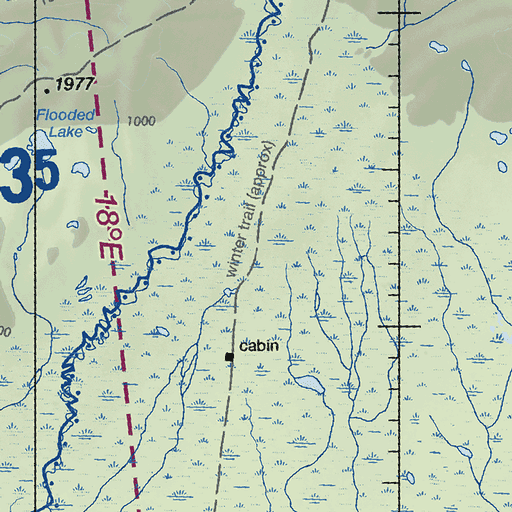 1977
Flooded
Lake
1000
35
18°E
winter trail (approx)
cabin